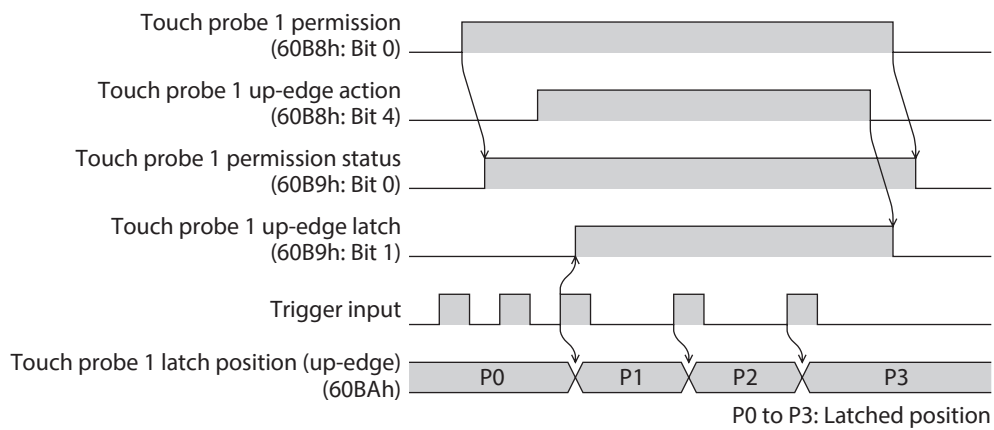 Touch probe 1 permission
(60B8h: Bit 0)
Touch probe 1 up-edge action
(60B8h: Bit 4)
Touch probe 1 permission status
(60B9h: Bit 0)
Touch probe 1 up-edge latch
(60B9h: Bit 1)
Trigger input
Touch probe 1 latch position (up-edge)
(60BAh)
P0 P1 P2 P3
P0 to P3: Latched position